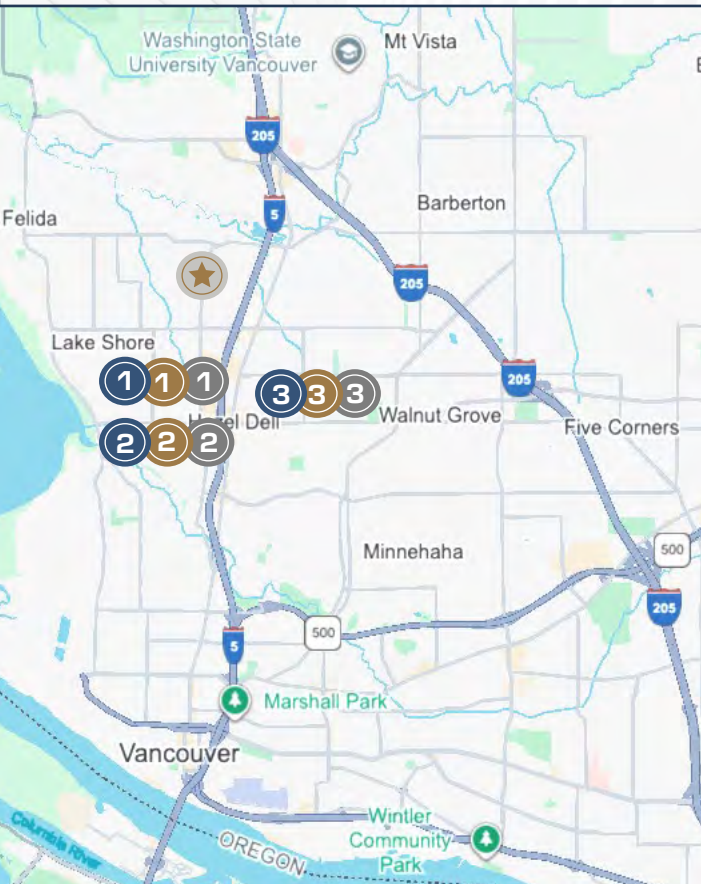 Washington State
University Vancouver
Mt Vista
205
5
Felida
Barberton
205
Lake Shore
205
1 1 1
3 3 3
Hazel Dell
Walnut Grove
Five Corners
2 2 2
Minnehaha
500
205
500
5
Marshall Park
Vancouver
Wintler
Community
Park
Columbia River
OREGON